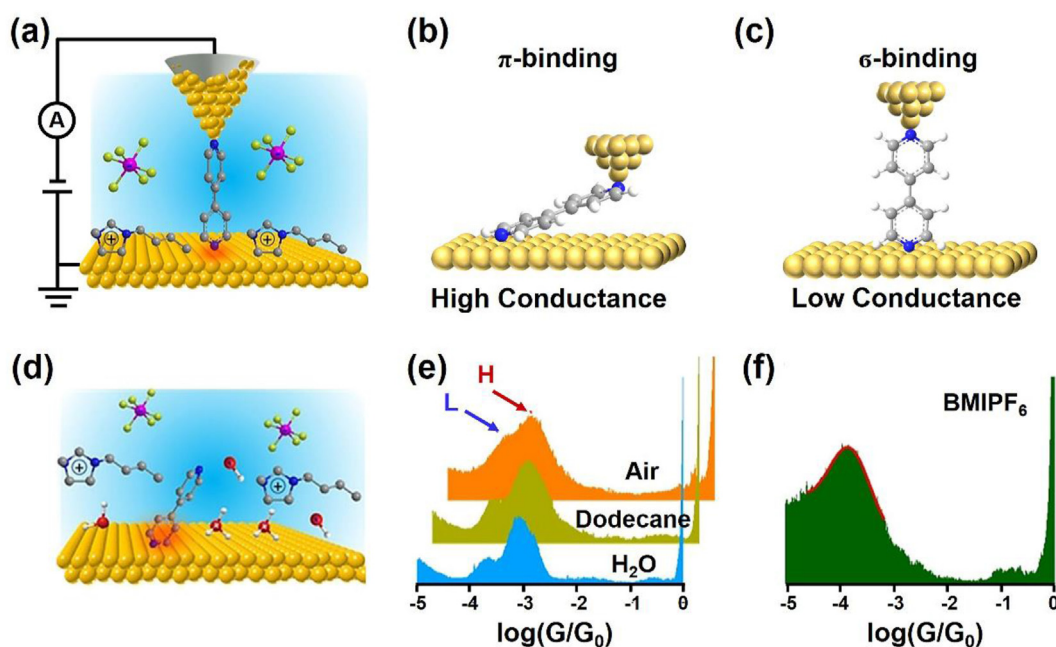 (a)
A
+
+
(b)
π-binding
High Conductance
(c)
σ-binding
Low Conductance
(d)
+
+
(e)
H
L
Air
Dodecane
H₂O
-5 -4 -3 -2 -1 0
log(G/G₀)
(f)
BMIPF₆
-5 -4 -3 -2 -1 0
log(G/G₀)